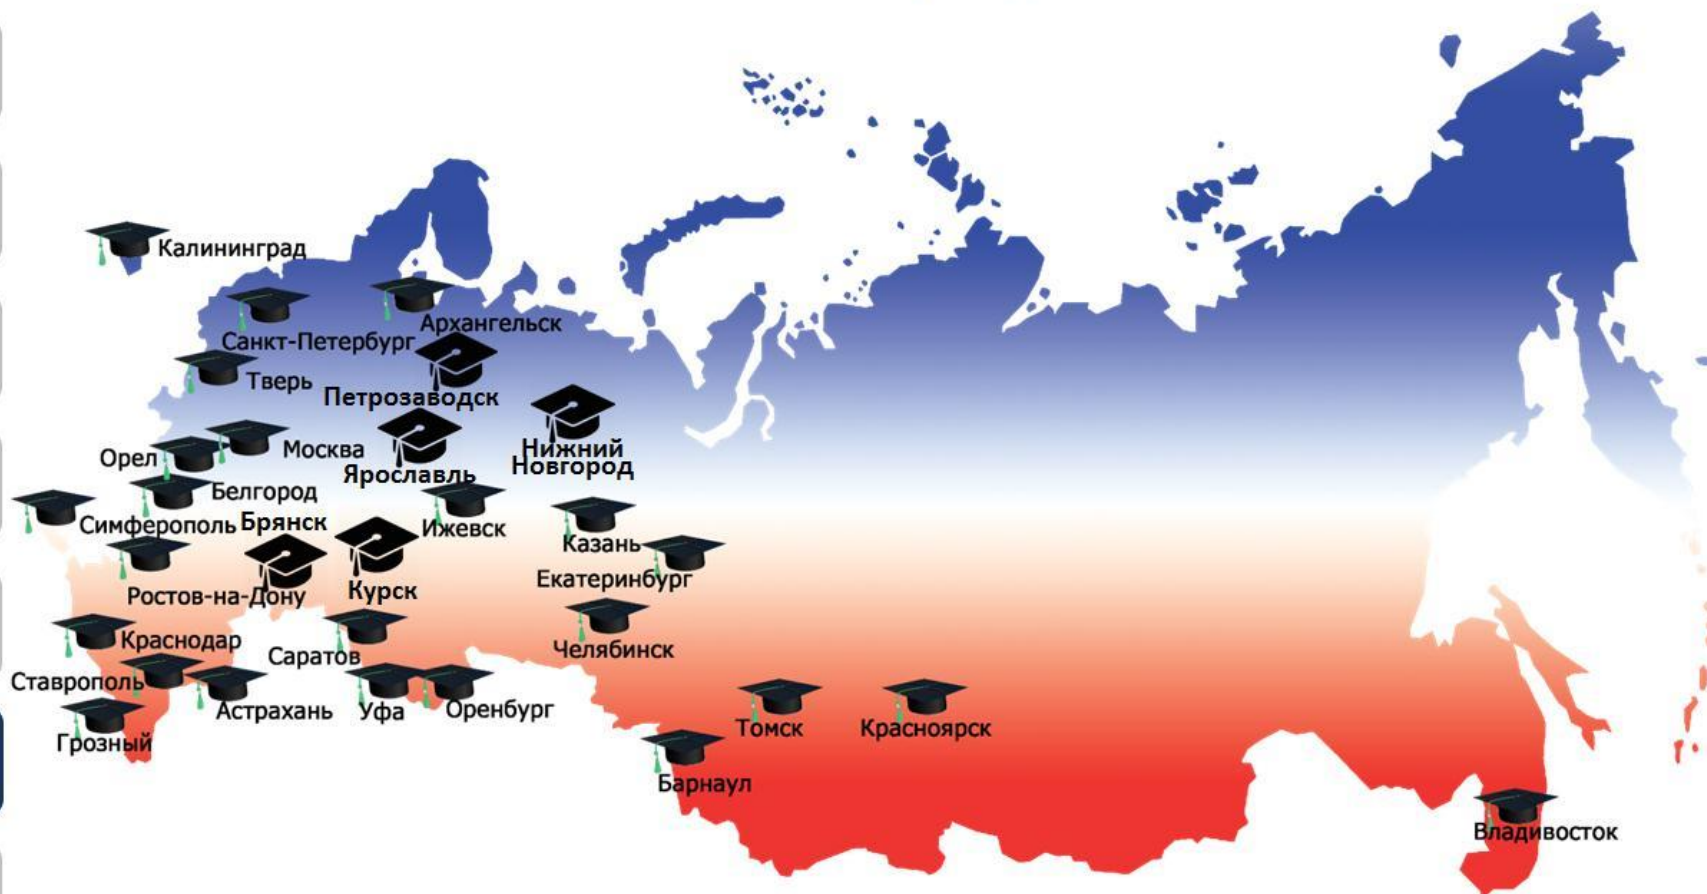 Калининград
Архангельск
Санкт-Петербург
Тверь
Петрозаводск
Москва
Орел
Нижний
Новгород
Ярославль
Белгород
Симферополь
Брянск
Ижевск
Казань
Екатеринбург
Курск
Ростов-на-Дону
Краснодар
Саратов
Челябинск
Ставрополь
Астрахань
Уфа
Оренбург
Томск
Красноярск
Грозный
Барнаул
Владивосток